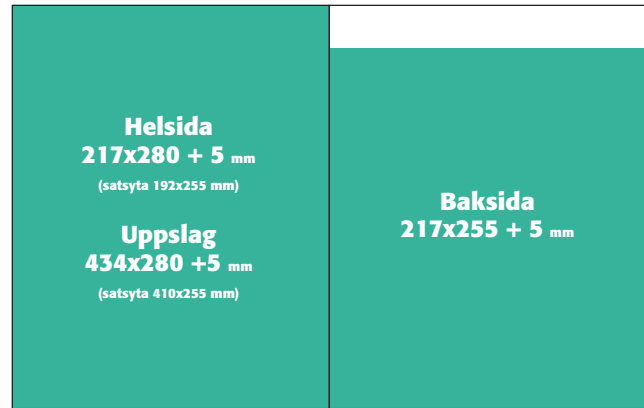 Helsida
217x280 + 5 mm
(satsyta 192x255 mm)
Uppslag
434x280 +5 mm
(satsyta 410x255 mm)
Baksida
217x255 + 5 mm